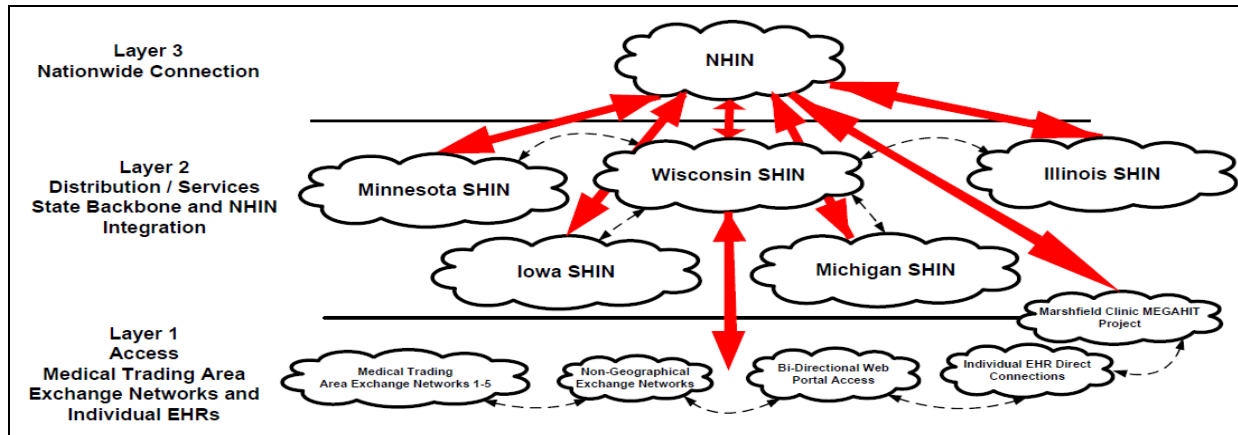 Layer 3
Nationwide Connection
NHIN
Layer 2
Distribution / Services
State Backbone and NHIN
Integration
Minnesota SHIN
Wisconsin SHIN
Illinois SHIN
Iowa SHIN
Michigan SHIN
Layer 1
Access
Medical Trading Area
Exchange Networks and
Individual EHRs
Marshfield Clinic MEGAHIT
Project
Medical Trading
Area Exchange Networks 1-5
Non-Geographical
Exchange Networks
Bi-Directional Web
Portal Access
Individual EHR Direct
Connections